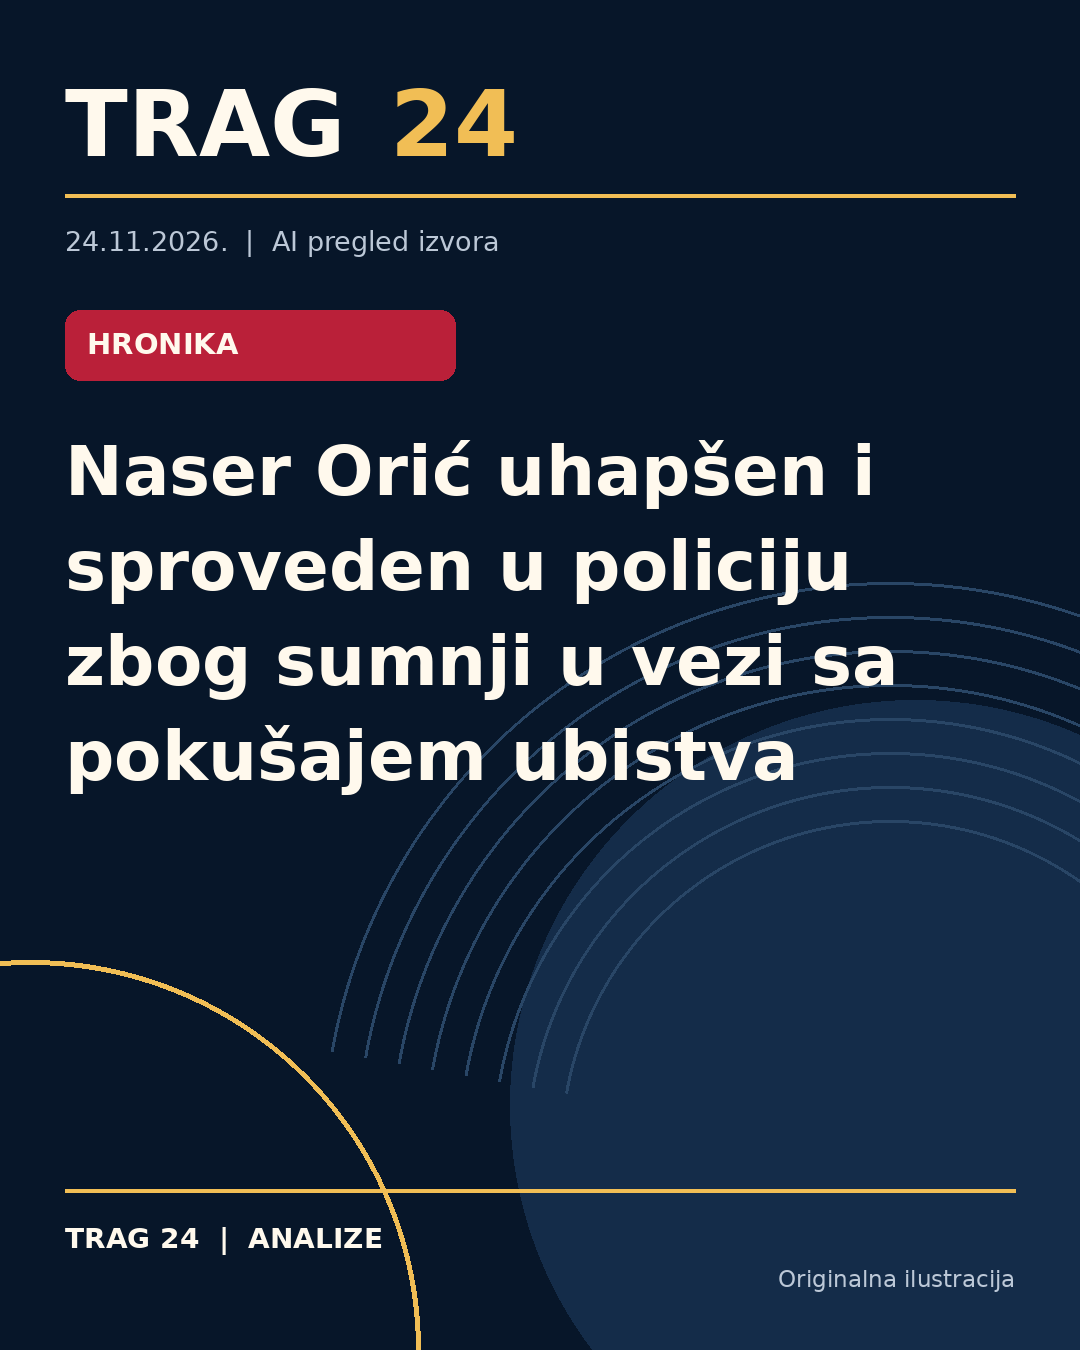 TRAG 24
24.11.2026. | AI pregled izvora
HRONIKA
Naser Orić uhapšen i
sproveden u policiju
zbog sumnji u vezi sa
pokušajem ubistva
TRAG 24 | ANALIZE
Originalna ilustracija